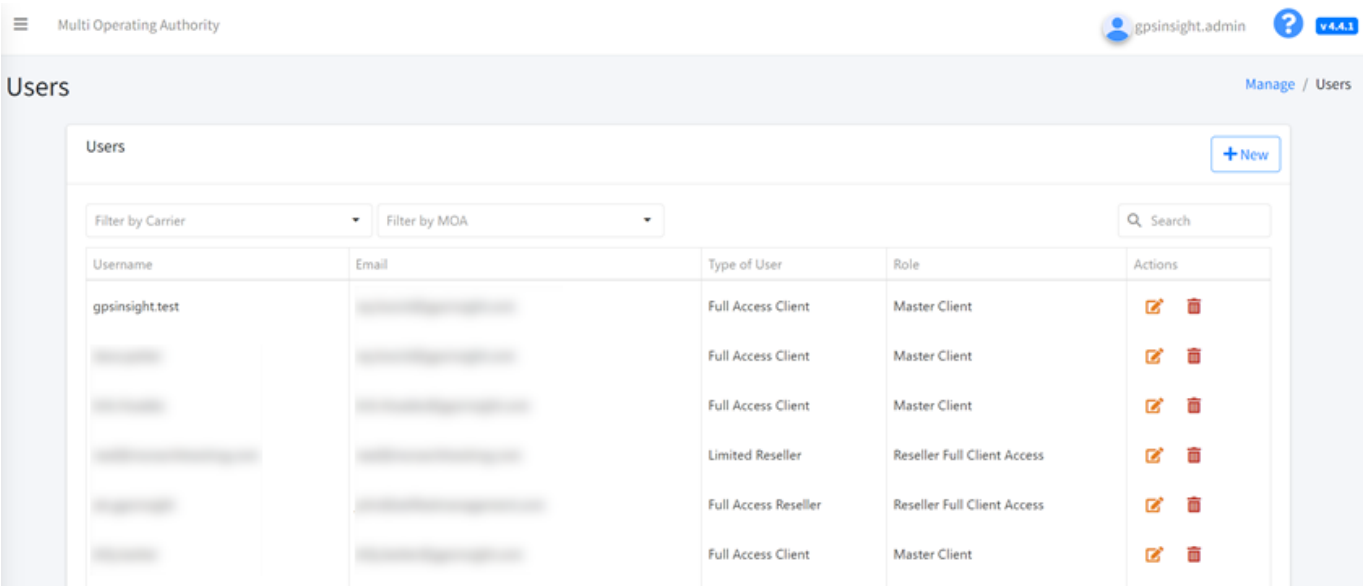 Multi Operating Authority gpsinsight.admin ? v4.4.1
Users Manage / Users
Users + New
Filter by Carrier Filter by MOA Search
Username Email Type of User Role Actions
gpsinsight.test Full Access Client Master Client
Full Access Client Master Client
Full Access Client Master Client
Limited Reseller Reseller Full Client Access
Full Access Reseller Reseller Full Client Access
Full Access Client Master Client